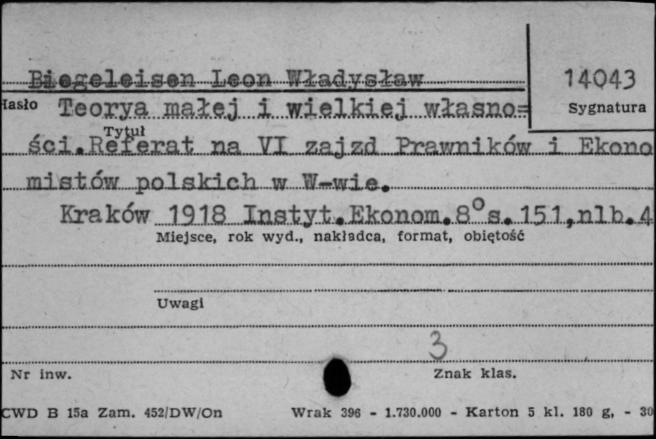 Biegeleisen Leon Władysław
14043
Hasło
Sygnatura
Teorya małej i wielkiej własno=
Tytuł
ści.Referat na VI zajzd Prawników i Ekono
mistów polskich w W-wie.
Kraków 1918 Instyt.Ekonom.8°s.151,nlb.4
Miejsce, rok wyd., nakładca, format, objętość
Uwagi
3
Nr inw.
Znak klas.
CWD B 15a Zam. 452/DW/On
Wrak 396 - 1.730.000 - Karton 5 kl. 180 g, - 30